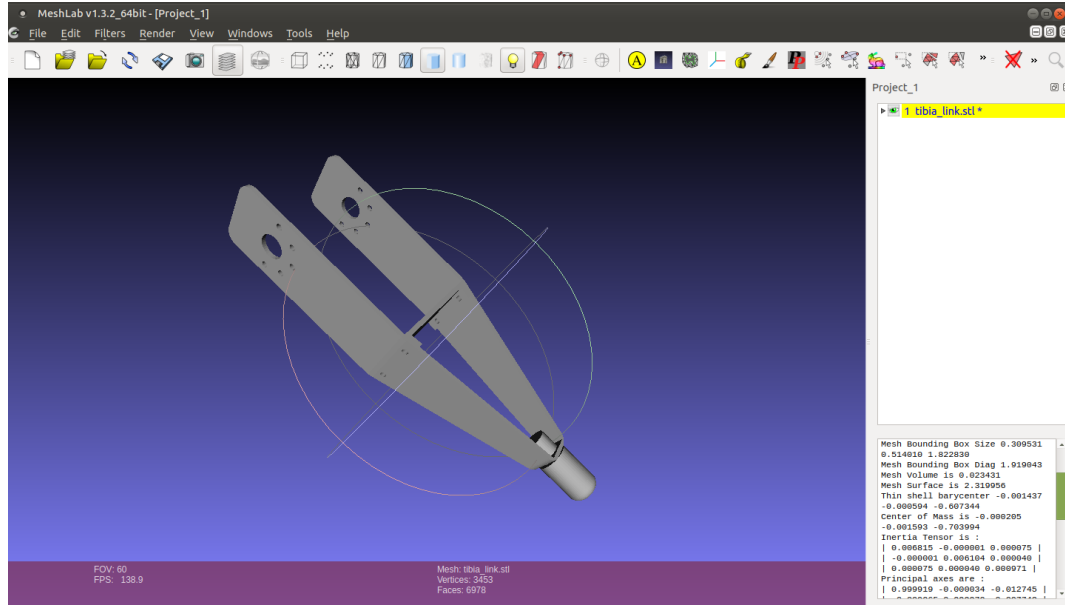 MeshLab v1.3.2_64bit - [Project_1]
File Edit Filters Render View Windows Tools Help
A
» » 
Project_1
1 tibia_link.stl *
Mesh Bounding Box Size 0.309531
0.514010 1.822830
Mesh Bounding Box Diag 1.919043
Mesh Volume is 0.023431
Mesh Surface is 2.319956
Thin shell barycenter -0.001437
-0.000594 -0.607344
Center of Mass is -0.000205
-0.001593 -0.703994
Inertia Tensor is :
| 0.006815 -0.000001 0.000075 |
| -0.000001 0.006104 0.000040 |
| 0.000075 0.000040 0.000971 |
Principal axes are :
| 0.999919 -0.000034 -0.012745 |
FOV: 60
FPS: 138.9
Mesh: tibia_link.stl
Vertices: 3453
Faces: 6978